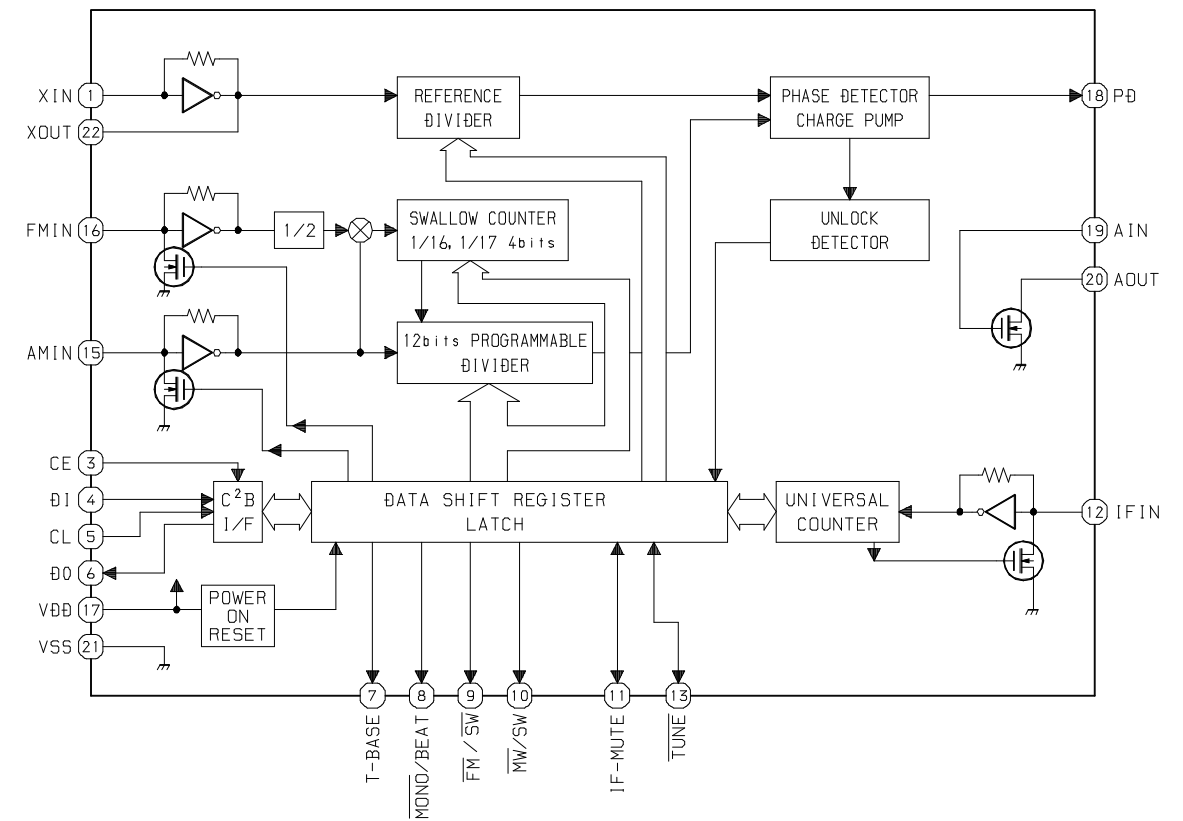 XIN 1
REFERENCE
DIVIDER
PHASE DETECTOR
CHARGE PUMP
18 PD
XOUT 22
FMIN 16
1/2
SWALLOW COUNTER
1/16, 1/17 4bits
UNLOCK
DETECTOR
19 AIN
20 AOUT
AMIN 15
12bits PROGRAMMABLE
DIVIDER
CE 3
DI 4
CL 5
DO 6
C²B
I/F
DATA SHIFT REGISTER
LATCH
UNIVERSAL
COUNTER
12 IFIN
VDD 17
POWER
ON
RESET
VSS 21
7
8
9
10
11
13
T-BASE
MONO/BEAT
FM/SW
MW/SW
IF-MUTE
TUNE